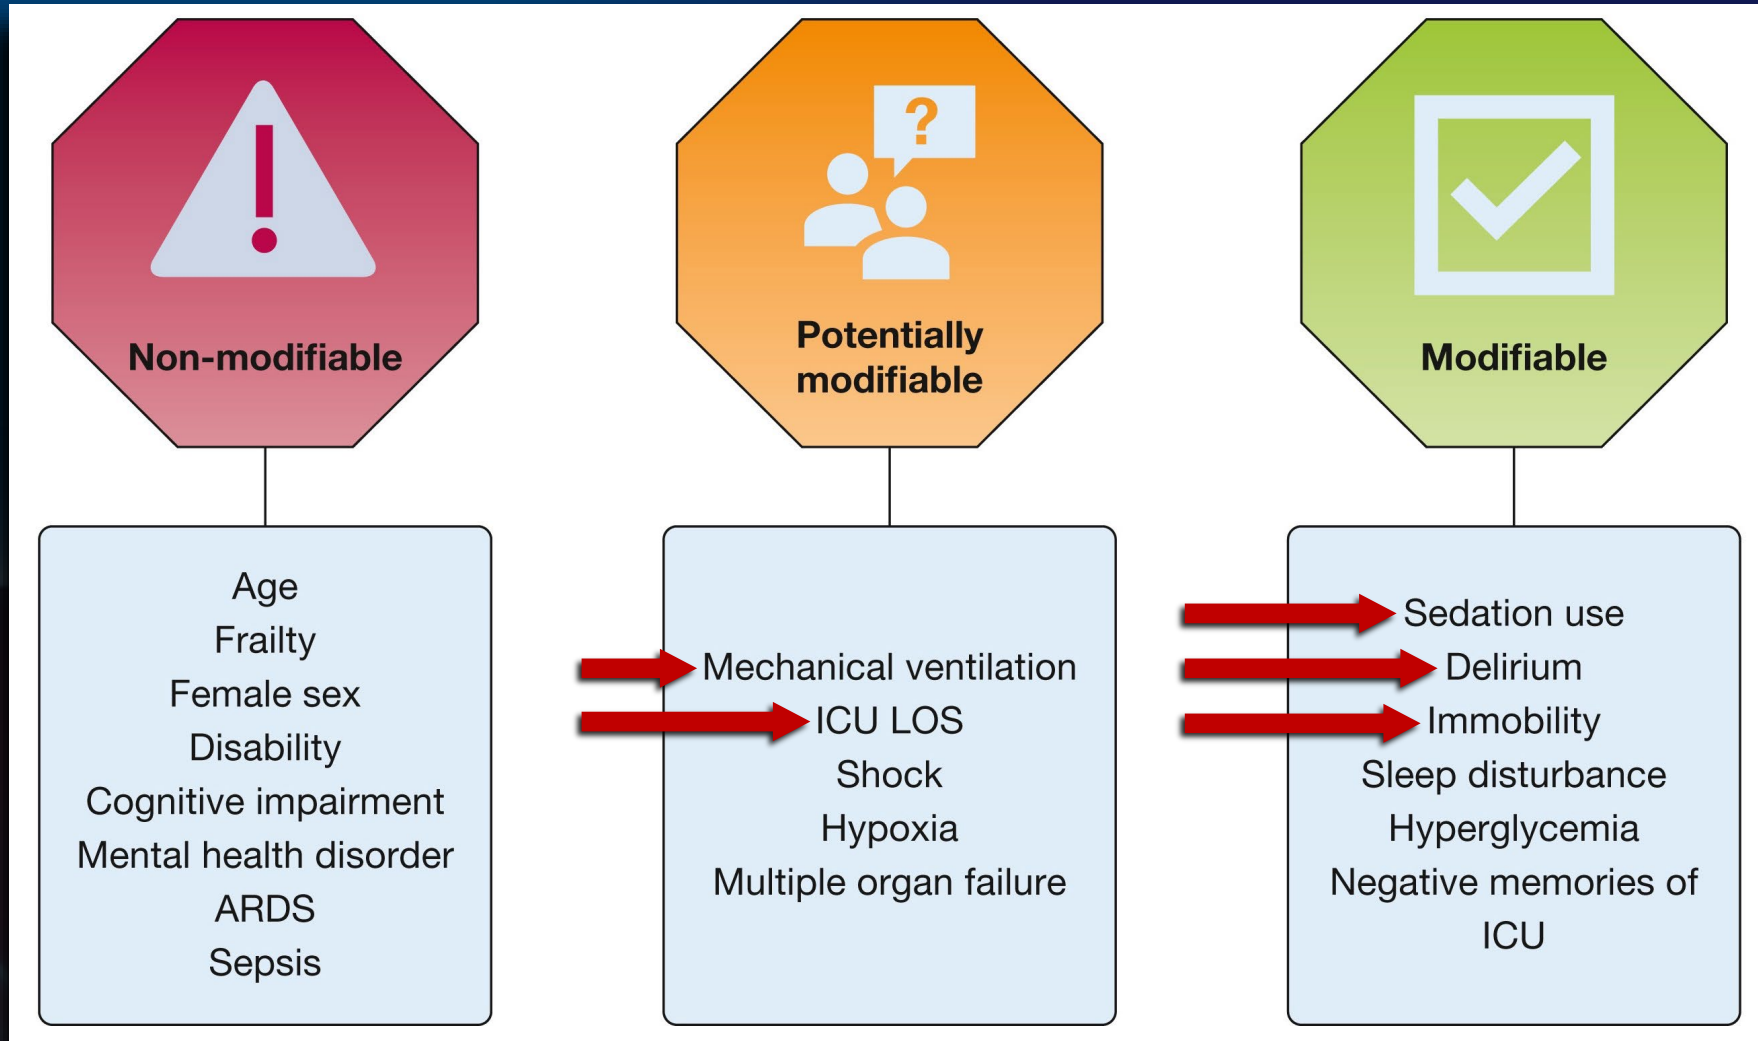 !
Non-modifiable
Age
Frailty
Female sex
Disability
Cognitive impairment
Mental health disorder
ARDS
Sepsis
?
Potentially
modifiable
Mechanical ventilation
ICU LOS
Shock
Hypoxia
Multiple organ failure
Modifiable
Sedation use
Delirium
Immobility
Sleep disturbance
Hyperglycemia
Negative memories of
ICU